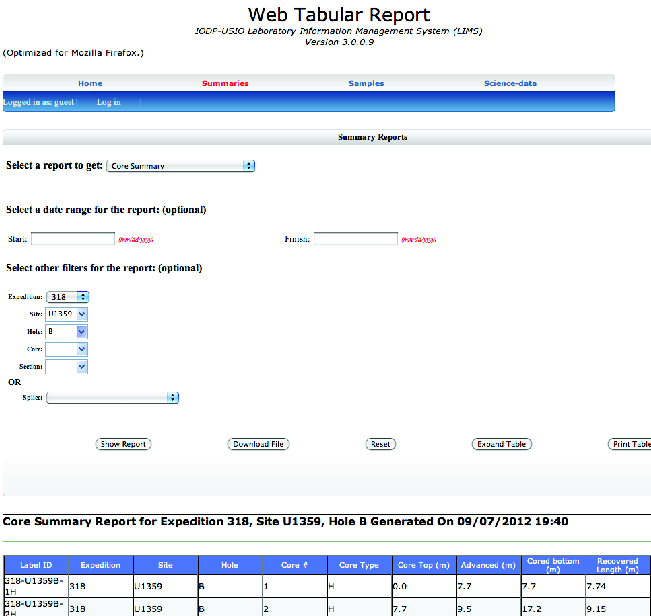 Web Tabular Report
IODP-USIO Laboratory Information Management System (LIMS)
Version 3.0.0.9
(Optimized for Mozilla Firefox.)
Home Summaries Samples Science-data
Logged in as: guest Log in
Summary Reports
Select a report to get: Core Summary
Select a date range for the report: (optional)
Start: (mm/dd/yyyy) Finish: (mm/dd/yyyy)
Select other filters for the report: (optional)
Expedition: 318
Site: U1359
Hole: B
Core:
Section:
OR
Splice:
Show Report Download File Reset Expand Table Print Table
Core Summary Report for Expedition 318, Site U1359, Hole B Generated On 09/07/2012 19:40
Label ID Expedition Site Hole Core # Core Type Core Top (m) Advanced (m) Cored bottom (m) Recovered Length (m)
318-U1359B-1H 318 U1359 B 1 H 0.0 7.7 7.7 7.74
318-U1359B-2H 318 U1359 B 2 H 7.7 9.5 17.2 9.15